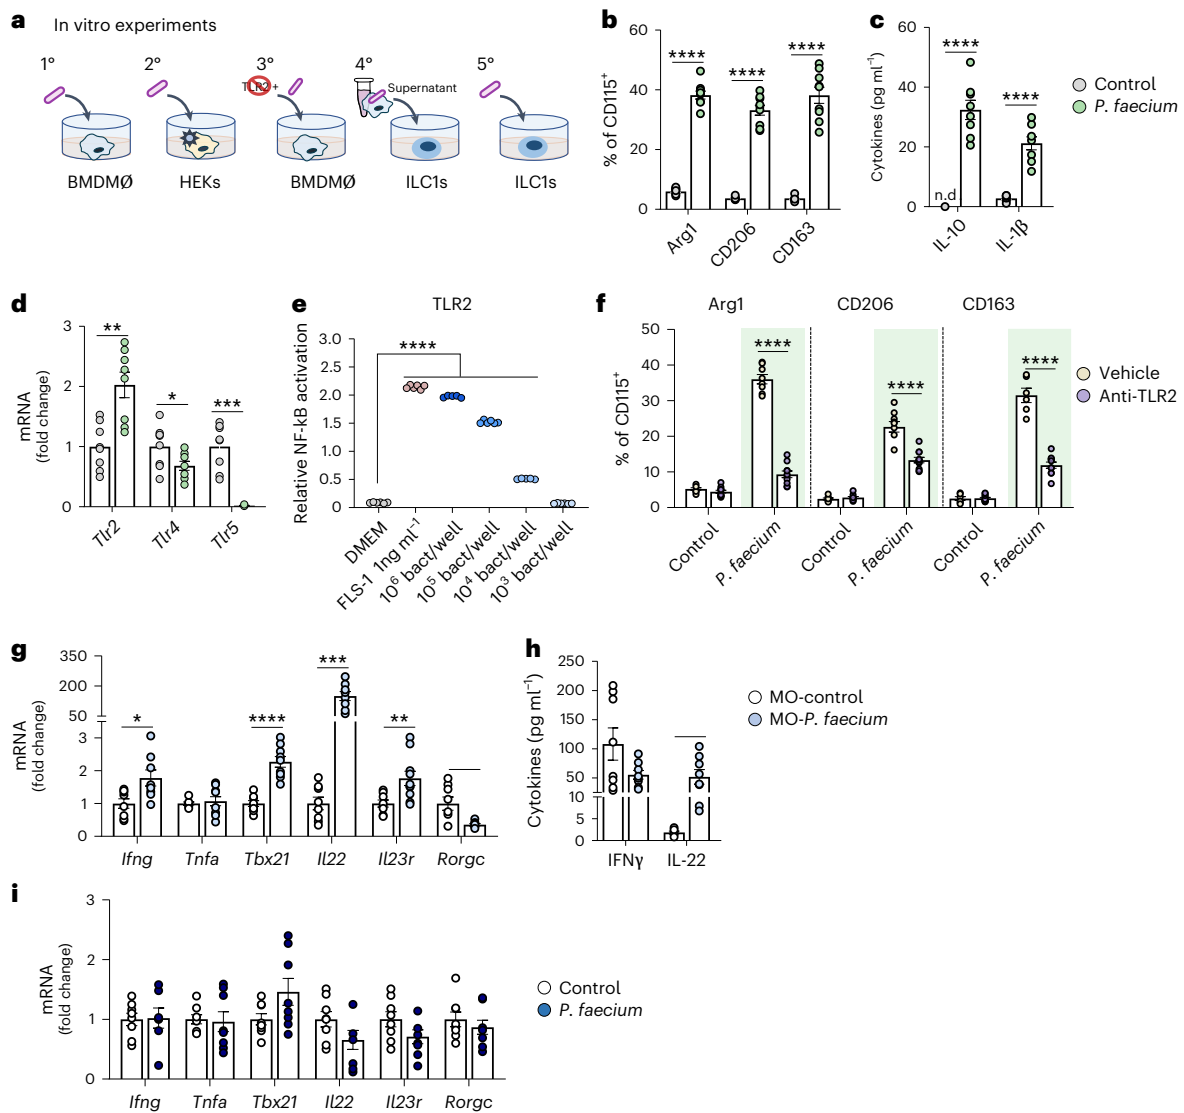 a
In vitro experiments
1° 2° 3° 4° 5°
TLR2 +
Supernatant
BMDMØ HEKs BMDMØ ILC1s ILC1s
b
% of CD115+
60
40
20
0
**** **** ****
Arg1 CD206 CD163
c
Cytokines (pg ml−1)
60
40
20
0
**** ****
n.d
IL-10 IL-1β
Control
P. faecium
d
mRNA
(fold change)
3
2
1
0
** * ***
Tlr2 Tlr4 Tlr5
e
TLR2
Relative NF-kB activation
3.0
2.0
1.5
1.0
0.5
0
****
DMEM
FLS-1 1ng ml−1
10⁶ bact/well
10⁵ bact/well
10⁴ bact/well
10³ bact/well
f
Arg1 CD206 CD163
% of CD115+
50
40
30
20
10
0
**** **** ****
Control P. faecium Control P. faecium Control P. faecium
Vehicle
Anti-TLR2
g
mRNA
(fold change)
350
200
50
3
2
1
0
* **** *** **
Ifng Tnfa Tbx21 Il22 Il23r Rorgc
h
Cytokines (pg ml−1)
250
200
150
100
50
10
5
0
IFNγ IL-22
MO-control
MO-P. faecium
i
mRNA
(fold change)
3
2
1
0
Ifng Tnfa Tbx21 Il22 Il23r Rorgc
Control
P. faecium